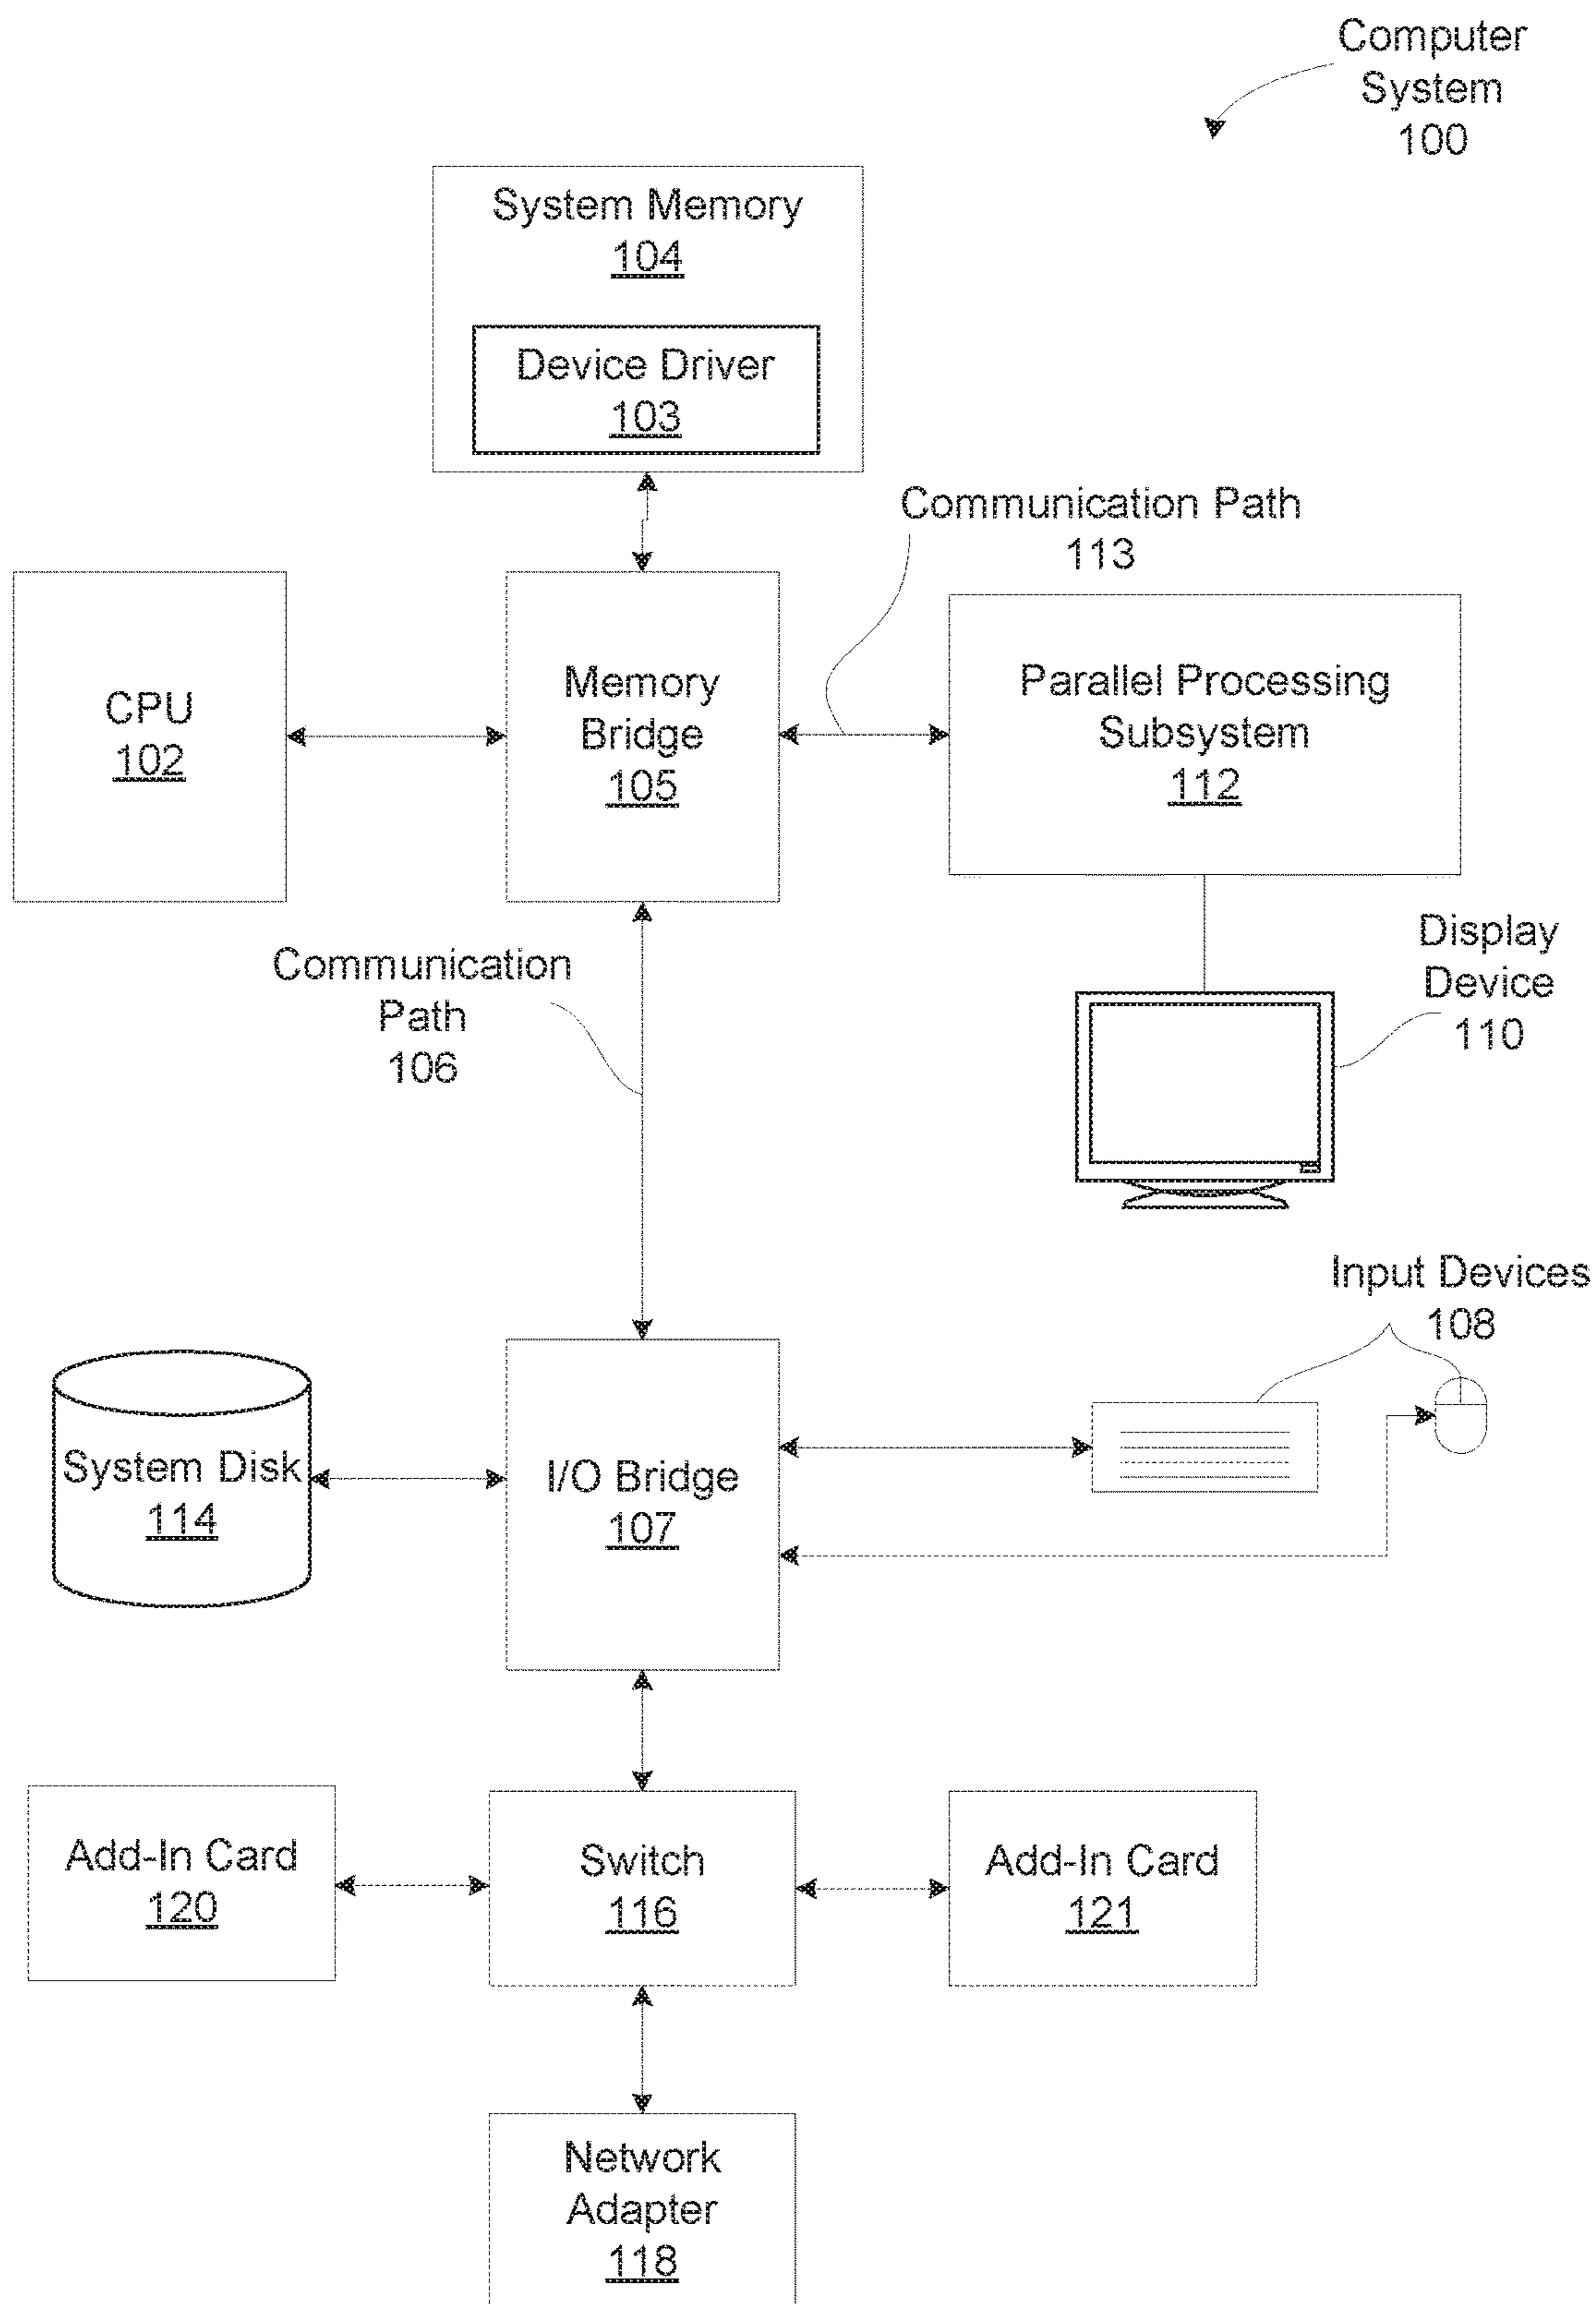 Computer
System
100
System Memory
104
Device Driver
103
Communication Path
113
CPU
102
Memory
Bridge
105
Parallel Processing
Subsystem
112
Communication
Path
106
Display
Device
110
Input Devices
108
System Disk
114
I/O Bridge
107
Add-In Card
120
Switch
116
Add-In Card
121
Network
Adapter
118